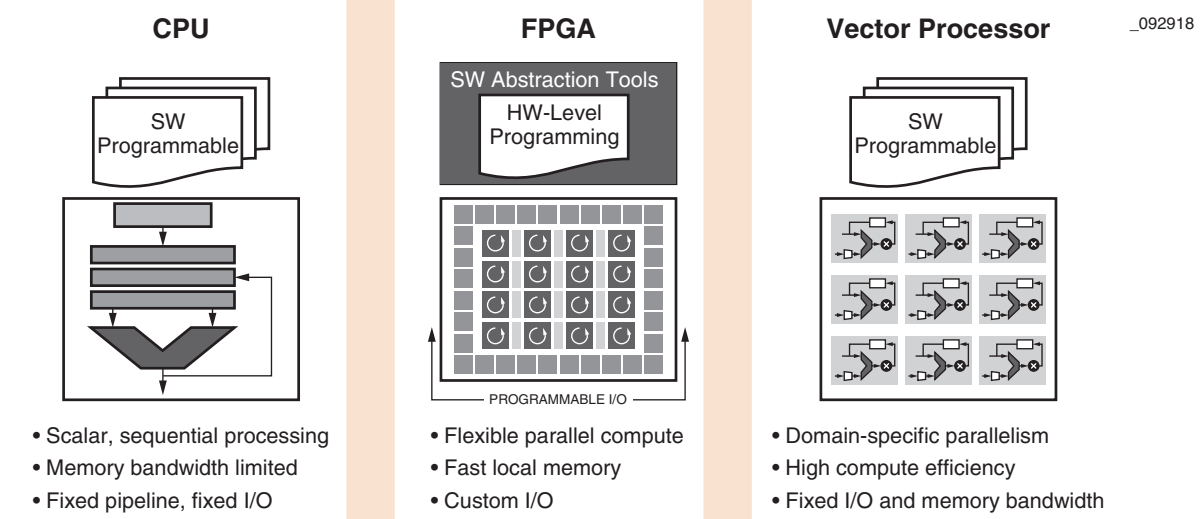 CPU
SW
Programmable
• Scalar, sequential processing
• Memory bandwidth limited
• Fixed pipeline, fixed I/O
FPGA
SW Abstraction Tools
HW-Level
Programming
PROGRAMMABLE I/O
• Flexible parallel compute
• Fast local memory
• Custom I/O
Vector Processor
_092918
SW
Programmable
• Domain-specific parallelism
• High compute efficiency
• Fixed I/O and memory bandwidth